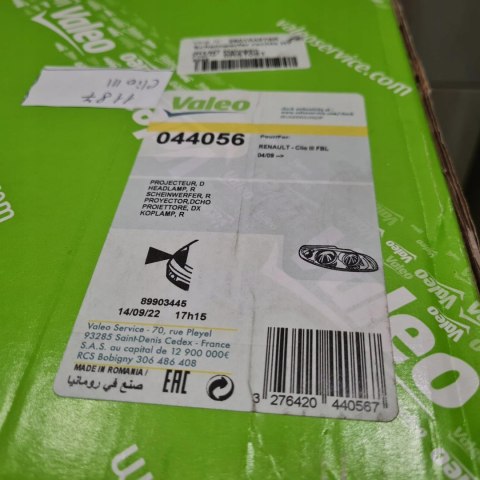 Valeo
valeoservice.com
1187
Clio III
Valeo
044056
Pour/For:
RENAULT - Clio III FBL
04/09 -->
PROJECTEUR, D
HEADLAMP, R
SCHEINWERFER, R
PROYECTOR,DCHO
PROIETTORE, DX
KOPLAMP, R
89903445
14/09/22 17h15
Valeo Service - 70, rue Pleyel
93285 Saint-Denis Cedex - France
S.A.S. au capital de 12 900 000€
RCS Bobigny 306 486 408
MADE IN ROMANIA /
صنع في رومانيا
EAC
3 276420 440567
Valeo
Valeo
Valeo